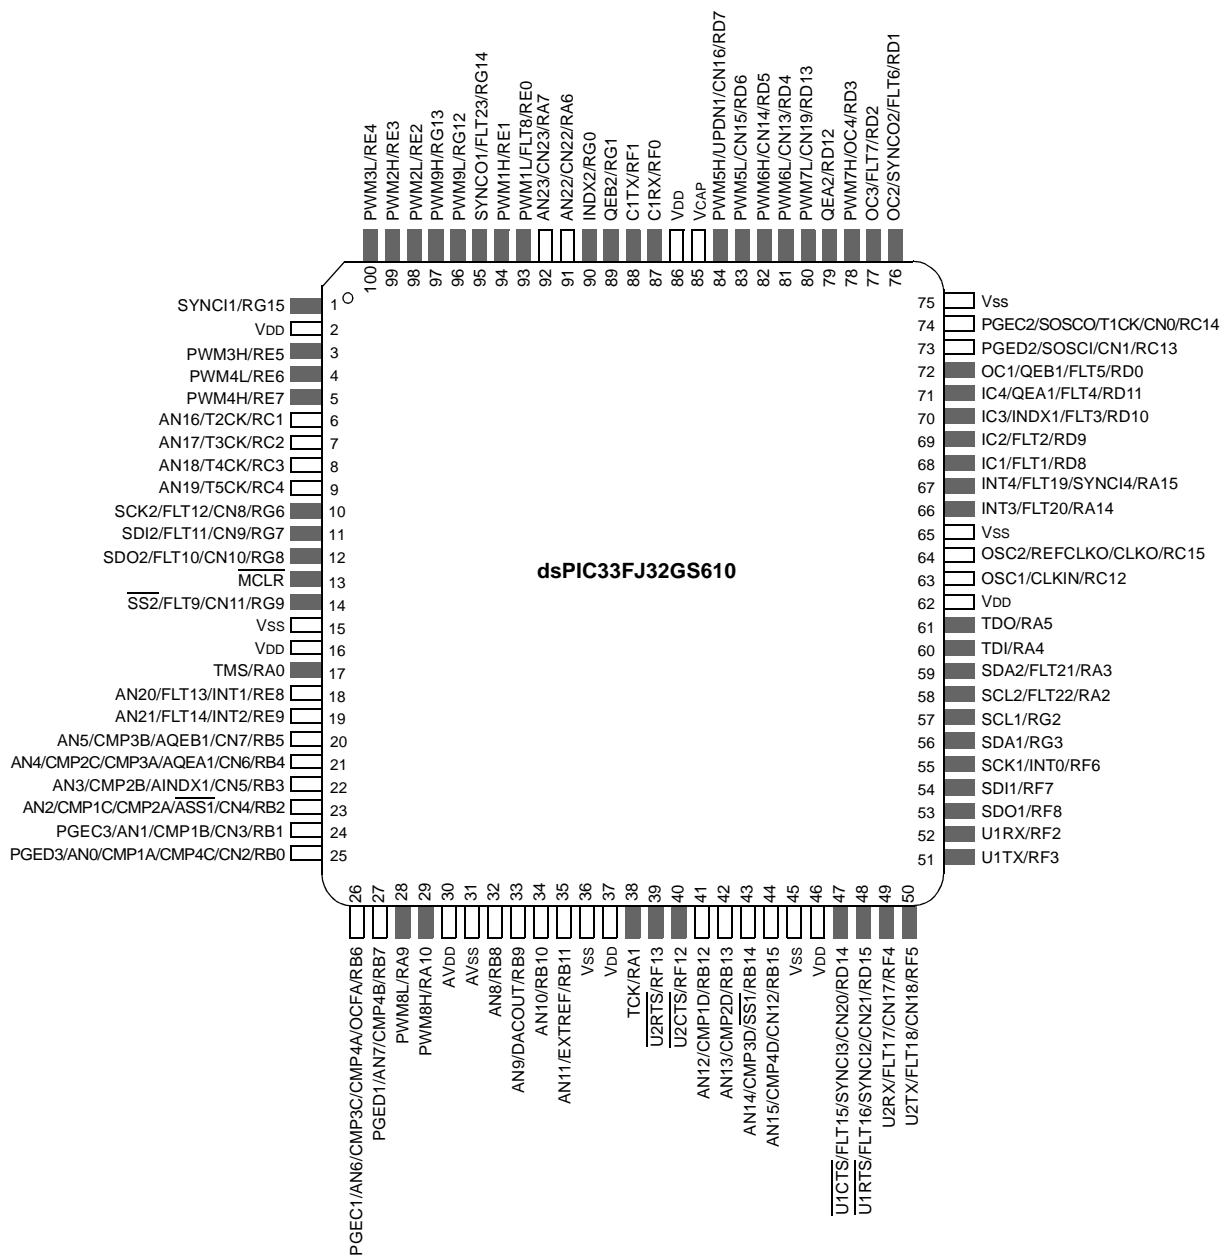 PWM3L/RE4
PWM2H/RE3
PWM2L/RE2
PWM9H/RG13
PWM9L/RG12
SYNCO1/FLT23/RG14
PWM1H/RE1
PWM1L/FLT8/RE0
AN23/CN23/RA7
AN22/CN22/RA6
INDX2/RG0
QEB2/RG1
C1TX/RF1
C1RX/RF0
VDD
VCAP
PWM5H/UPDN1/CN16/RD7
PWM5L/CN15/RD6
PWM6H/CN14/RD5
PWM6L/CN13/RD4
PWM7L/CN19/RD13
QEA2/RD12
PWM7H/OC4/RD3
OC3/FLT7/RD2
OC2/SYNCO2/FLT6/RD1
100 99 98 97 96 95 94 93 92 91 90 89 88 87 86 85 84 83 82 81 80 79 78 77 76
SYNCI1/RG15 1
VDD 2
PWM3H/RE5 3
PWM4L/RE6 4
PWM4H/RE7 5
AN16/T2CK/RC1 6
AN17/T3CK/RC2 7
AN18/T4CK/RC3 8
AN19/T5CK/RC4 9
SCK2/FLT12/CN8/RG6 10
SDI2/FLT11/CN9/RG7 11
SDO2/FLT10/CN10/RG8 12
MCLR 13
SS2/FLT9/CN11/RG9 14
VSS 15
VDD 16
TMS/RA0 17
AN20/FLT13/INT1/RE8 18
AN21/FLT14/INT2/RE9 19
AN5/CMP3B/AQEB1/CN7/RB5 20
AN4/CMP2C/CMP3A/AQEA1/CN6/RB4 21
AN3/CMP2B/AINDX1/CN5/RB3 22
AN2/CMP1C/CMP2A/ASS1/CN4/RB2 23
PGEC3/AN1/CMP1B/CN3/RB1 24
PGED3/AN0/CMP1A/CMP4C/CN2/RB0 25
dsPIC33FJ32GS610
75 VSS
74 PGEC2/SOSCO/T1CK/CN0/RC14
73 PGED2/SOSCI/CN1/RC13
72 OC1/QEB1/FLT5/RD0
71 IC4/QEA1/FLT4/RD11
70 IC3/INDX1/FLT3/RD10
69 IC2/FLT2/RD9
68 IC1/FLT1/RD8
67 INT4/FLT19/SYNCI4/RA15
66 INT3/FLT20/RA14
65 VSS
64 OSC2/REFCLKO/CLKO/RC15
63 OSC1/CLKIN/RC12
62 VDD
61 TDO/RA5
60 TDI/RA4
59 SDA2/FLT21/RA3
58 SCL2/FLT22/RA2
57 SCL1/RG2
56 SDA1/RG3
55 SCK1/INT0/RF6
54 SDI1/RF7
53 SDO1/RF8
52 U1RX/RF2
51 U1TX/RF3
26 27 28 29 30 31 32 33 34 35 36 37 38 39 40 41 42 43 44 45 46 47 48 49 50
PGEC1/AN6/CMP3C/CMP4A/OCFA/RB6
PGED1/AN7/CMP4B/RB7
PWM8L/RA9
PWM8H/RA10
AVDD
AVSS
AN8/RB8
AN9/DACOUT/RB9
AN10/RB10
AN11/EXTREF/RB11
VSS
VDD
TCK/RA1
U2RTS/RF13
U2CTS/RF12
AN12/CMP1D/RB12
AN13/CMP2D/RB13
AN14/CMP3D/SS1/RB14
AN15/CMP4D/CN12/RB15
VSS
VDD
U1CTS/FLT15/SYNCI3/CN20/RD14
U1RTS/FLT16/SYNCI2/CN21/RD15
U2RX/FLT17/CN17/RF4
U2TX/FLT18/CN18/RF5